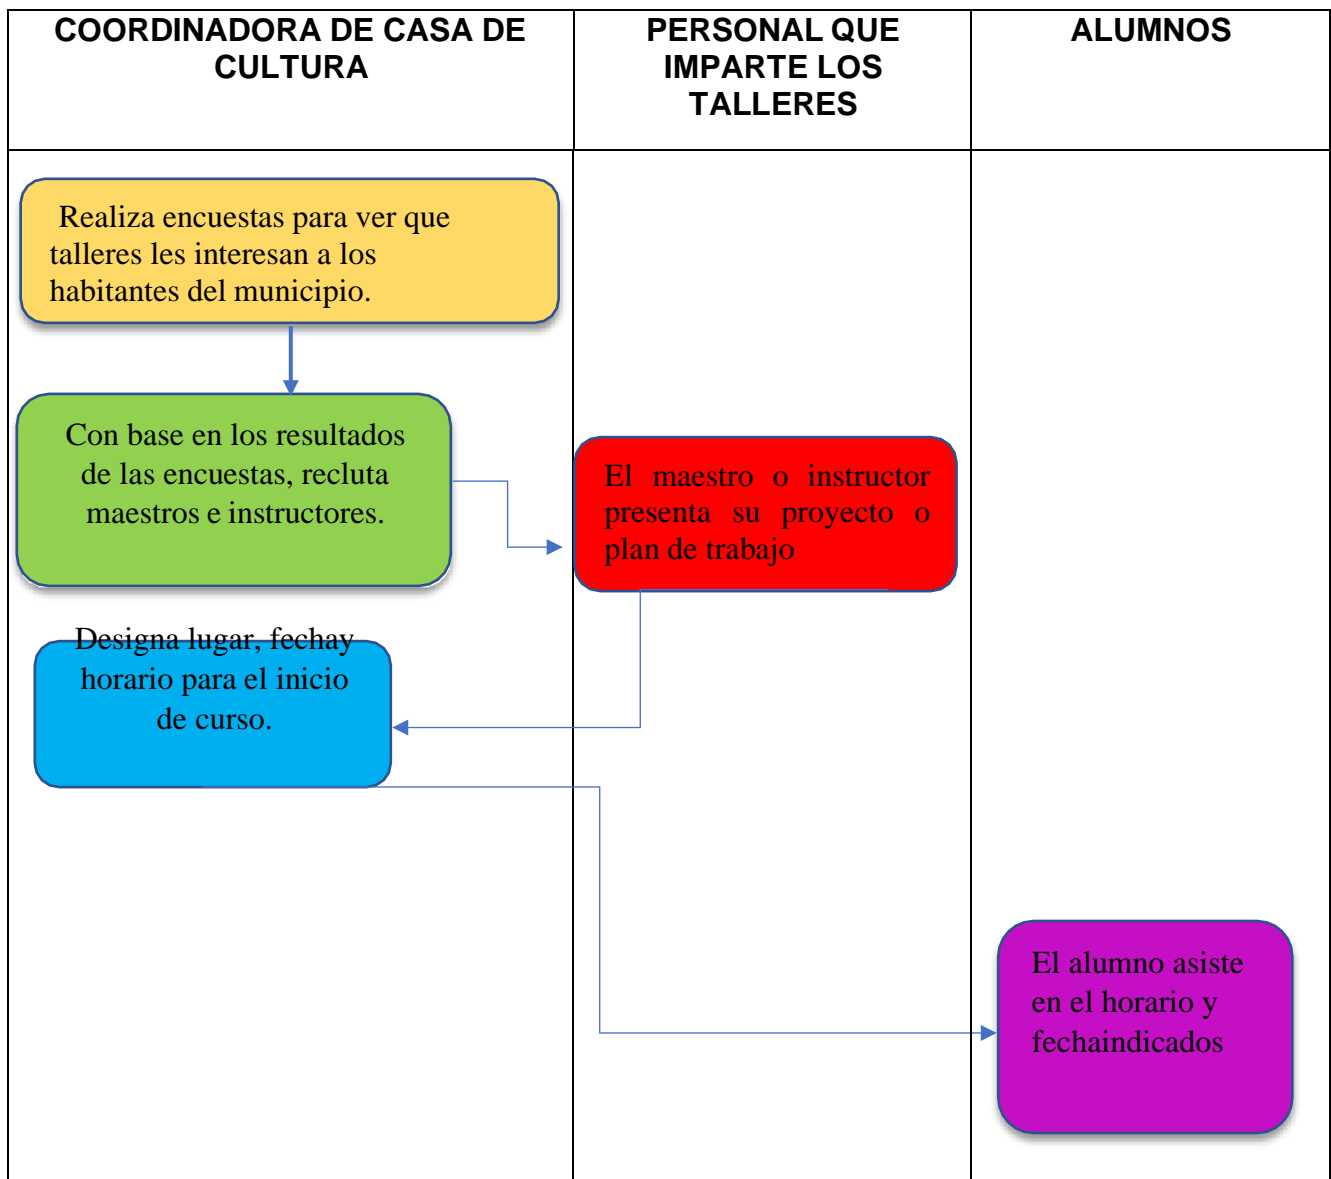 COORDINADORA DE CASA DE
CULTURA
PERSONAL QUE
IMPARTE LOS
TALLERES
ALUMNOS
Realiza encuestas para ver que
talleres les interesan a los
habitantes del municipio.
Con base en los resultados
de las encuestas, recluta
maestros e instructores.
El maestro o instructor
presenta su proyecto o
plan de trabajo
Designa lugar, fechay
horario para el inicio
de curso.
El alumno asiste
en el horario y
fechaindicados